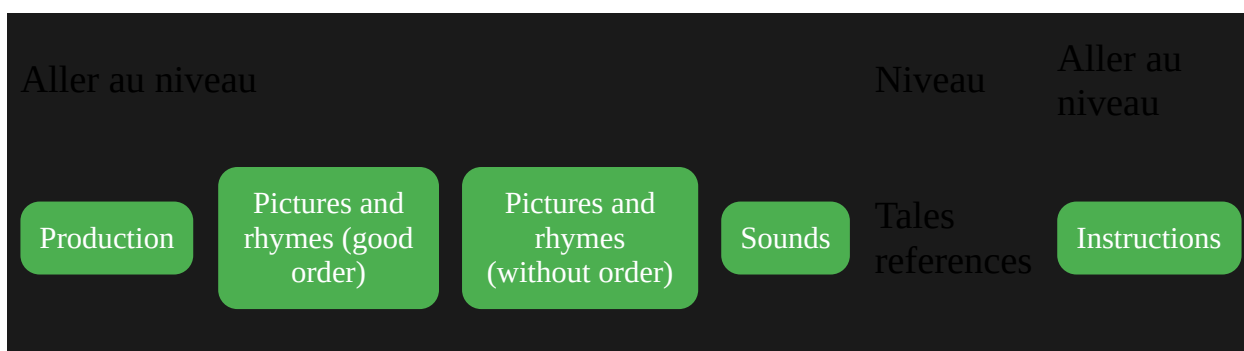 Aller au niveau
Niveau
Aller au
niveau
Production
Pictures and
rhymes (good
order)
Pictures and
rhymes
(without order)
Sounds
Tales
references
Instructions